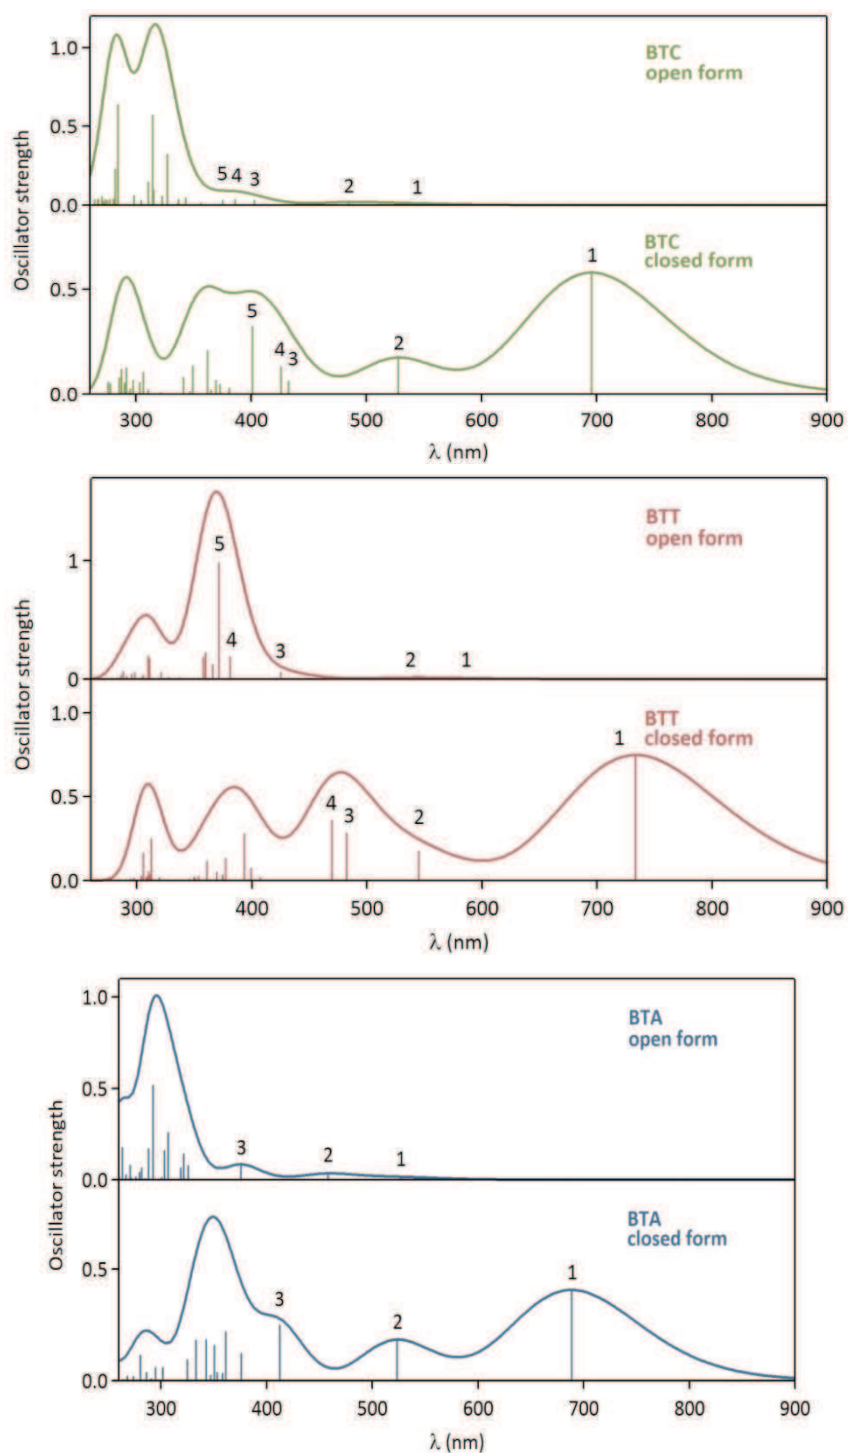 BTC
open form
1.0
0.5
0.0
5 4 3 2 1
Oscillator strength
BTC
closed form
0.5
0.0
5 4 3 2 1
300 400 500 600 700 800 900
λ (nm)
BTT
open form
1
0
5 4 3 2 1
Oscillator strength
BTT
closed form
1.0
0.5
0.0
4 3 2 1
300 400 500 600 700 800 900
λ (nm)
BTA
open form
1.0
0.5
0.0
3 2 1
Oscillator strength
BTA
closed form
0.5
0.0
3 2 1
300 400 500 600 700 800 900
λ (nm)